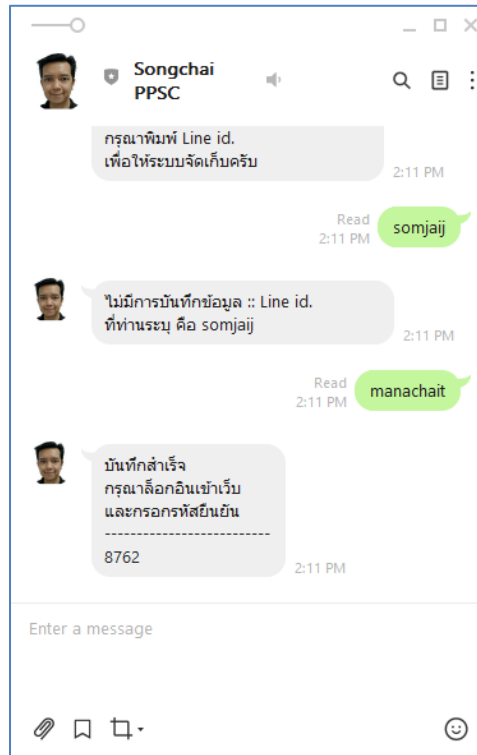 Songchai
PPSC
กรุณาพิมพ์ Line id.
เพื่อให้ระบบจัดเก็บครับ
2:11 PM
Read
2:11 PM
somjaij
ไม่มีการบันทึกข้อมูล :: Line id.
ที่ท่านระบุ คือ somjaij
2:11 PM
Read
2:11 PM
manachait
บันทึกสำเร็จ
กรุณาล็อกอินเข้าเว็บ
และกรอกรหัสยืนยัน
--------------------------
8762
2:11 PM
Enter a message